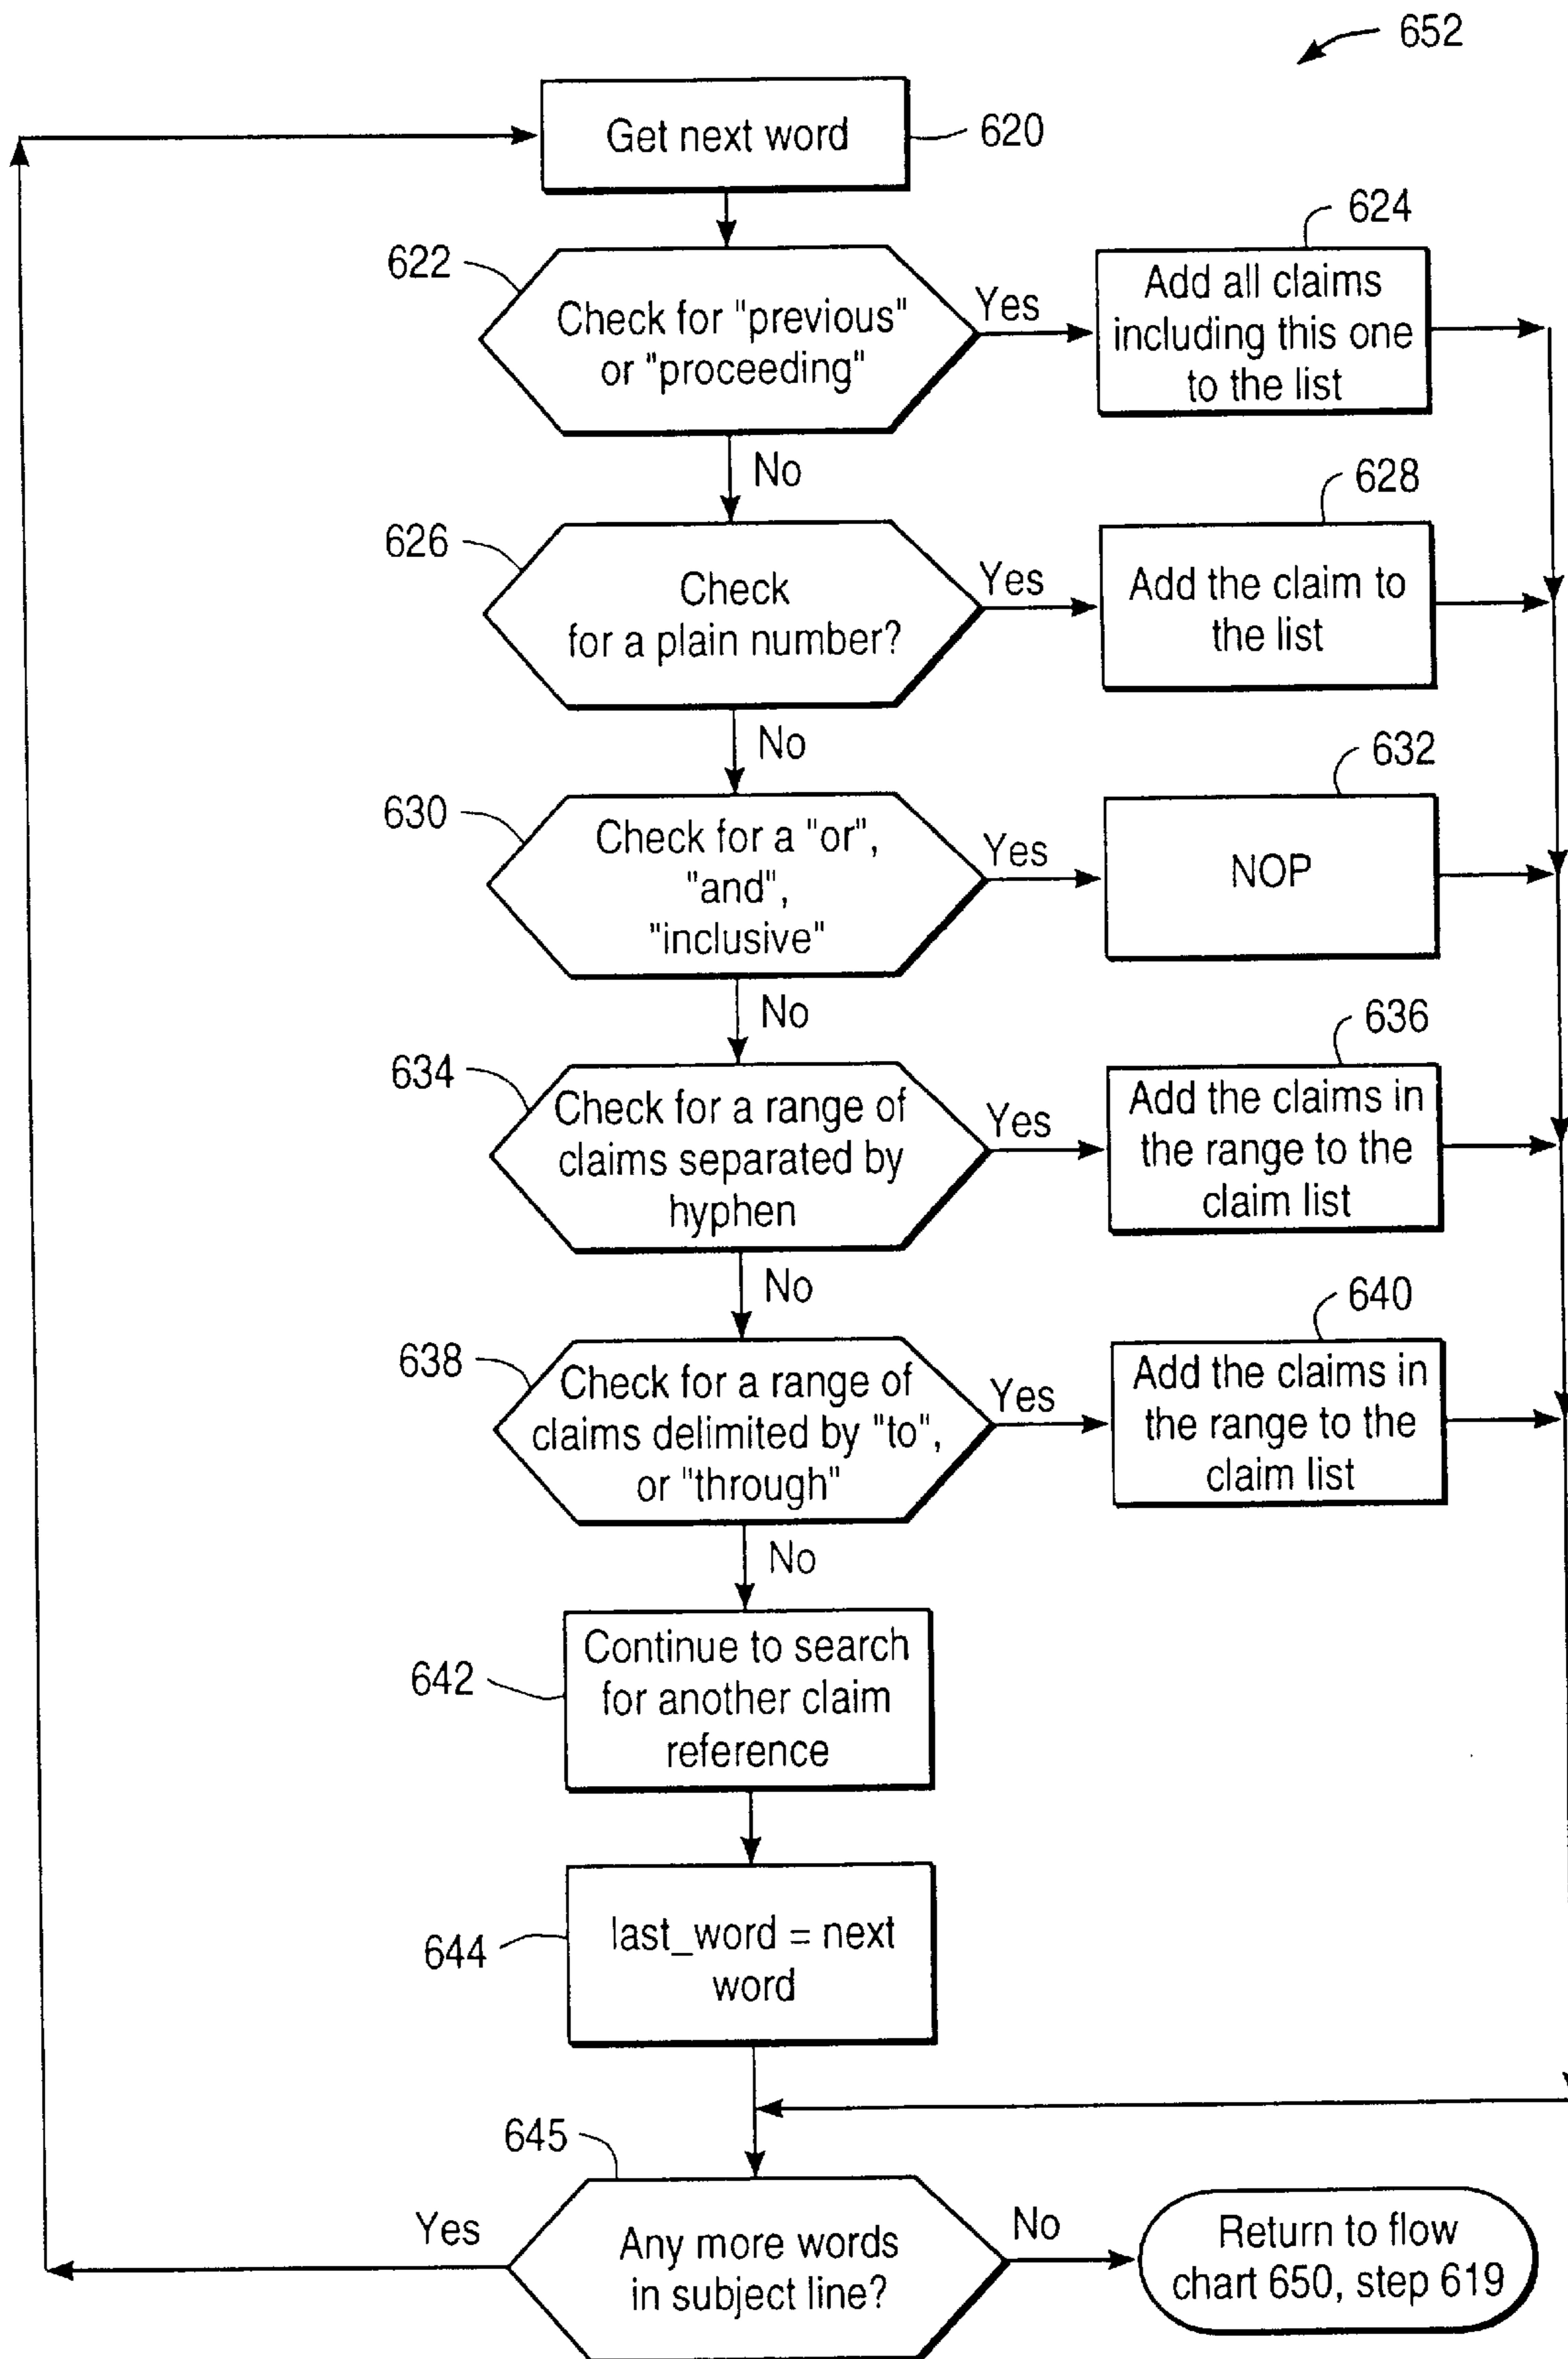 652
Get next word
620
622
Check for "previous"
or "proceeding"
Yes
624
Add all claims
including this one
to the list
No
626
Check
for a plain number?
Yes
628
Add the claim to
the list
No
630
Check for a "or",
"and",
"inclusive"
Yes
632
NOP
No
634
Check for a range of
claims separated by
hyphen
Yes
636
Add the claims in
the range to the
claim list
No
638
Check for a range of
claims delimited by "to",
or "through"
Yes
640
Add the claims in
the range to the
claim list
No
642
Continue to search
for another claim
reference
644
last_word = next
word
645
Yes
Any more words
in subject line?
No
Return to flow
chart 650, step 619